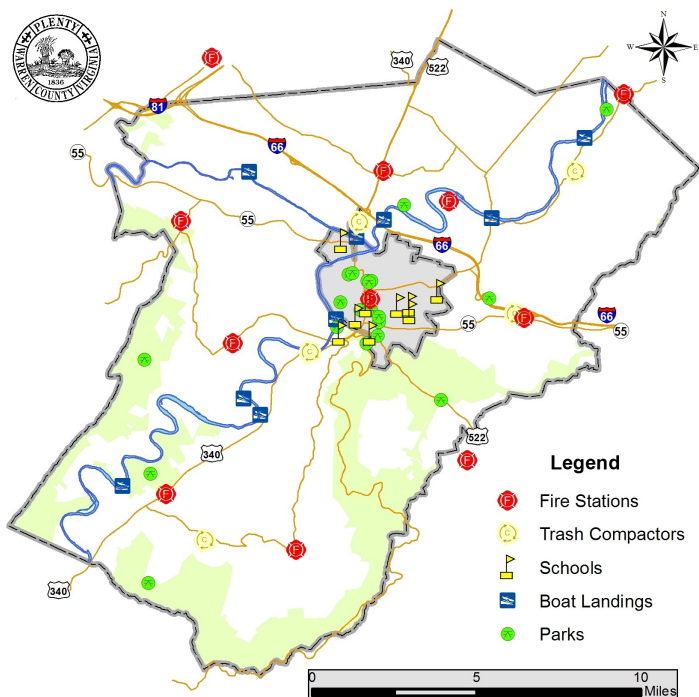 PLENTY
WARREN COUNTY VIRGINIA
1836
N
W E
S
340
522
81
66
55
55
66
66
55
55
522
340
340
F
F
F
F
F
F
F
F
F
F
F
C
C
C
C
C
Legend
F Fire Stations
C Trash Compactors
Schools
Boat Landings
Parks
0 5 10
Miles